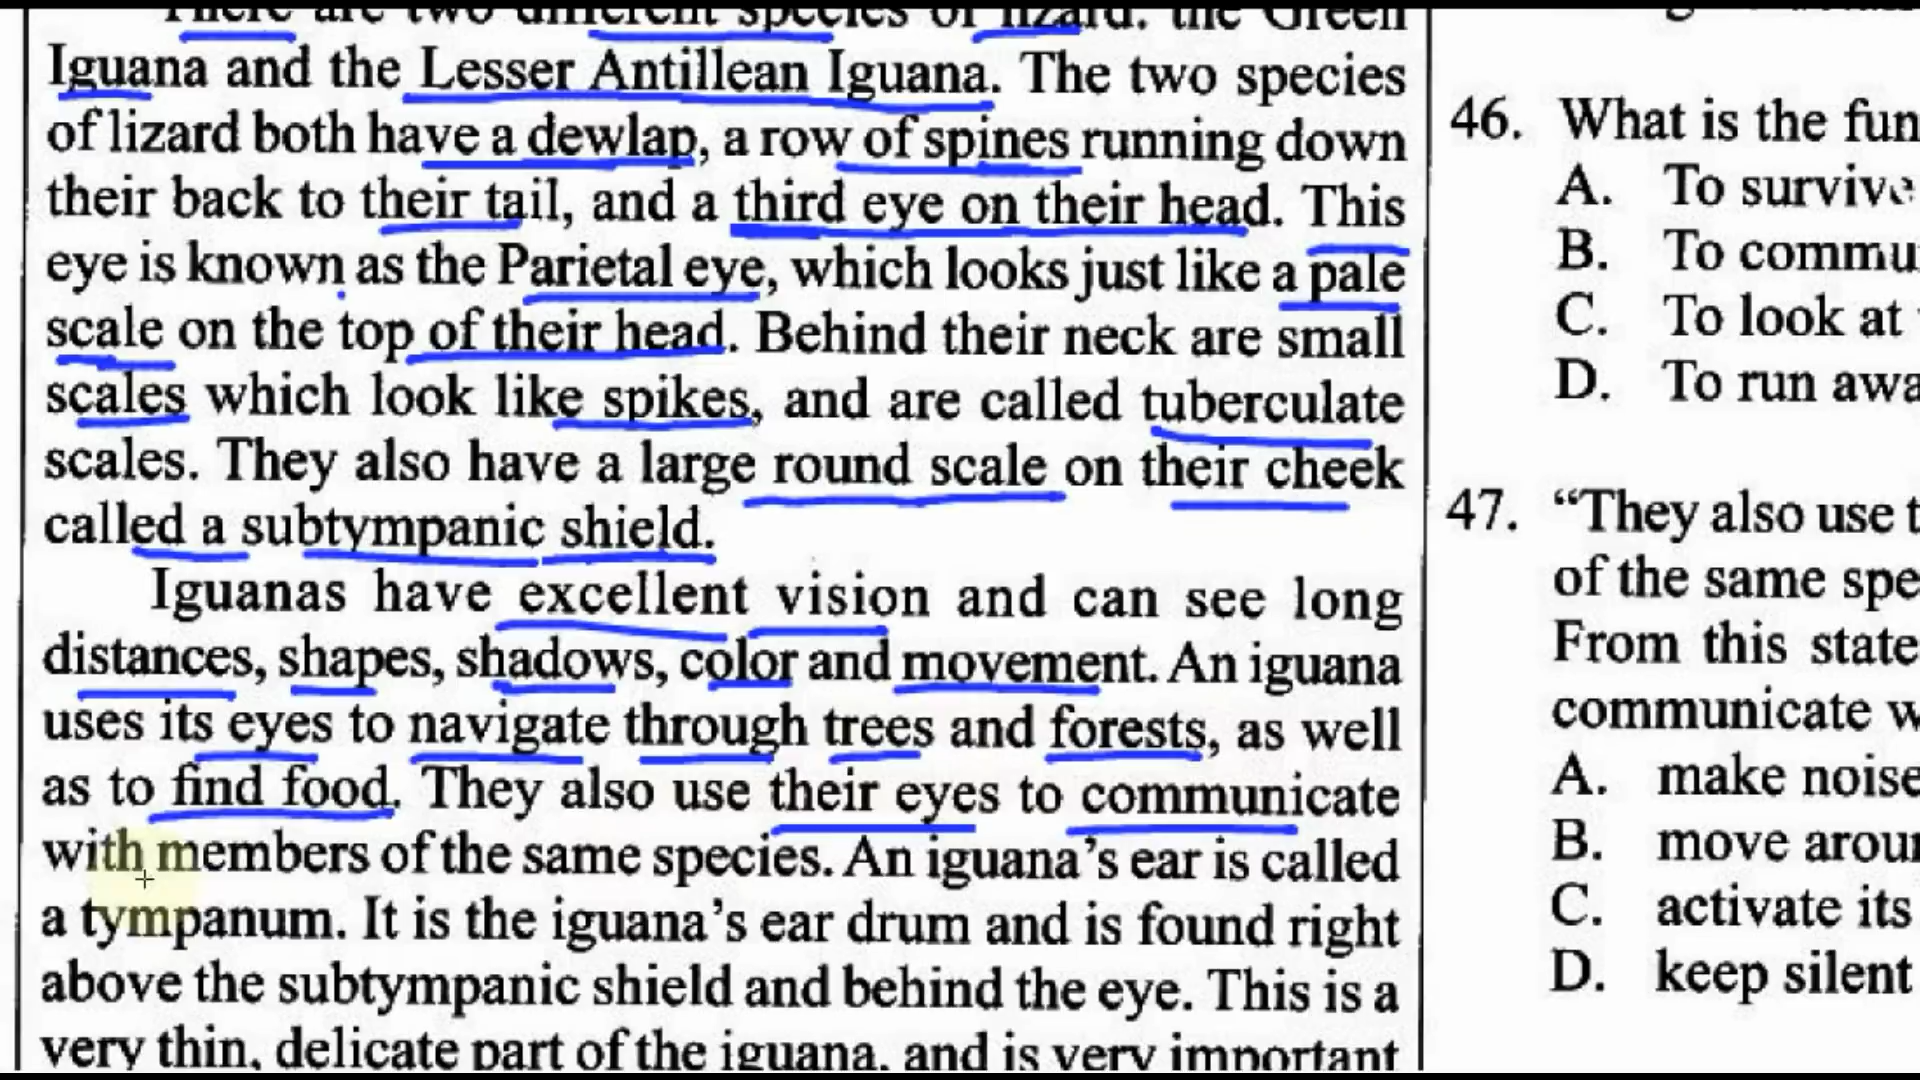 There are two different species of lizard. the Green
Iguana and the Lesser Antillean Iguana. The two species
of lizard both have a dewlap, a row of spines running down
their back to their tail, and a third eye on their head. This
eye is known as the Parietal eye, which looks just like a pale
scale on the top of their head. Behind their neck are small
scales which look like spikes, and are called tuberculate
scales. They also have a large round scale on their cheek
called a subtympanic shield.
Iguanas have excellent vision and can see long
distances, shapes, shadows, color and movement. An iguana
uses its eyes to navigate through trees and forests, as well
as to find food. They also use their eyes to communicate
with members of the same species. An iguana's ear is called
a tympanum. It is the iguana's ear drum and is found right
above the subtympanic shield and behind the eye. This is a
very thin, delicate part of the iguana, and is very important
46. What is the fun
A. To survive
B. To commu
C. To look at
D. To run awa
47. “They also use t
of the same spe
From this state
communicate w
A. make noise
B. move arou
C. activate its
D. keep silent